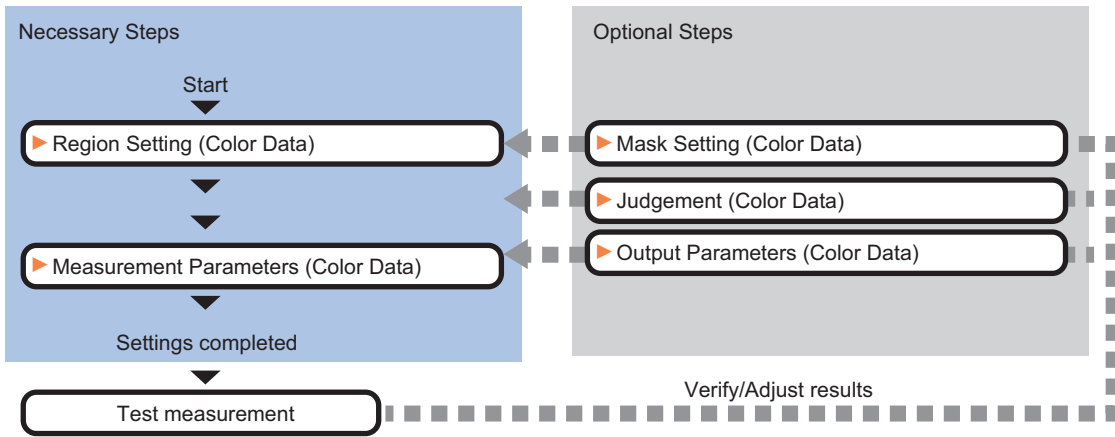 Necessary Steps
Start
Region Setting (Color Data)
Measurement Parameters (Color Data)
Settings completed
Test measurement
Optional Steps
Mask Setting (Color Data)
Judgement (Color Data)
Output Parameters (Color Data)
Verify/Adjust results